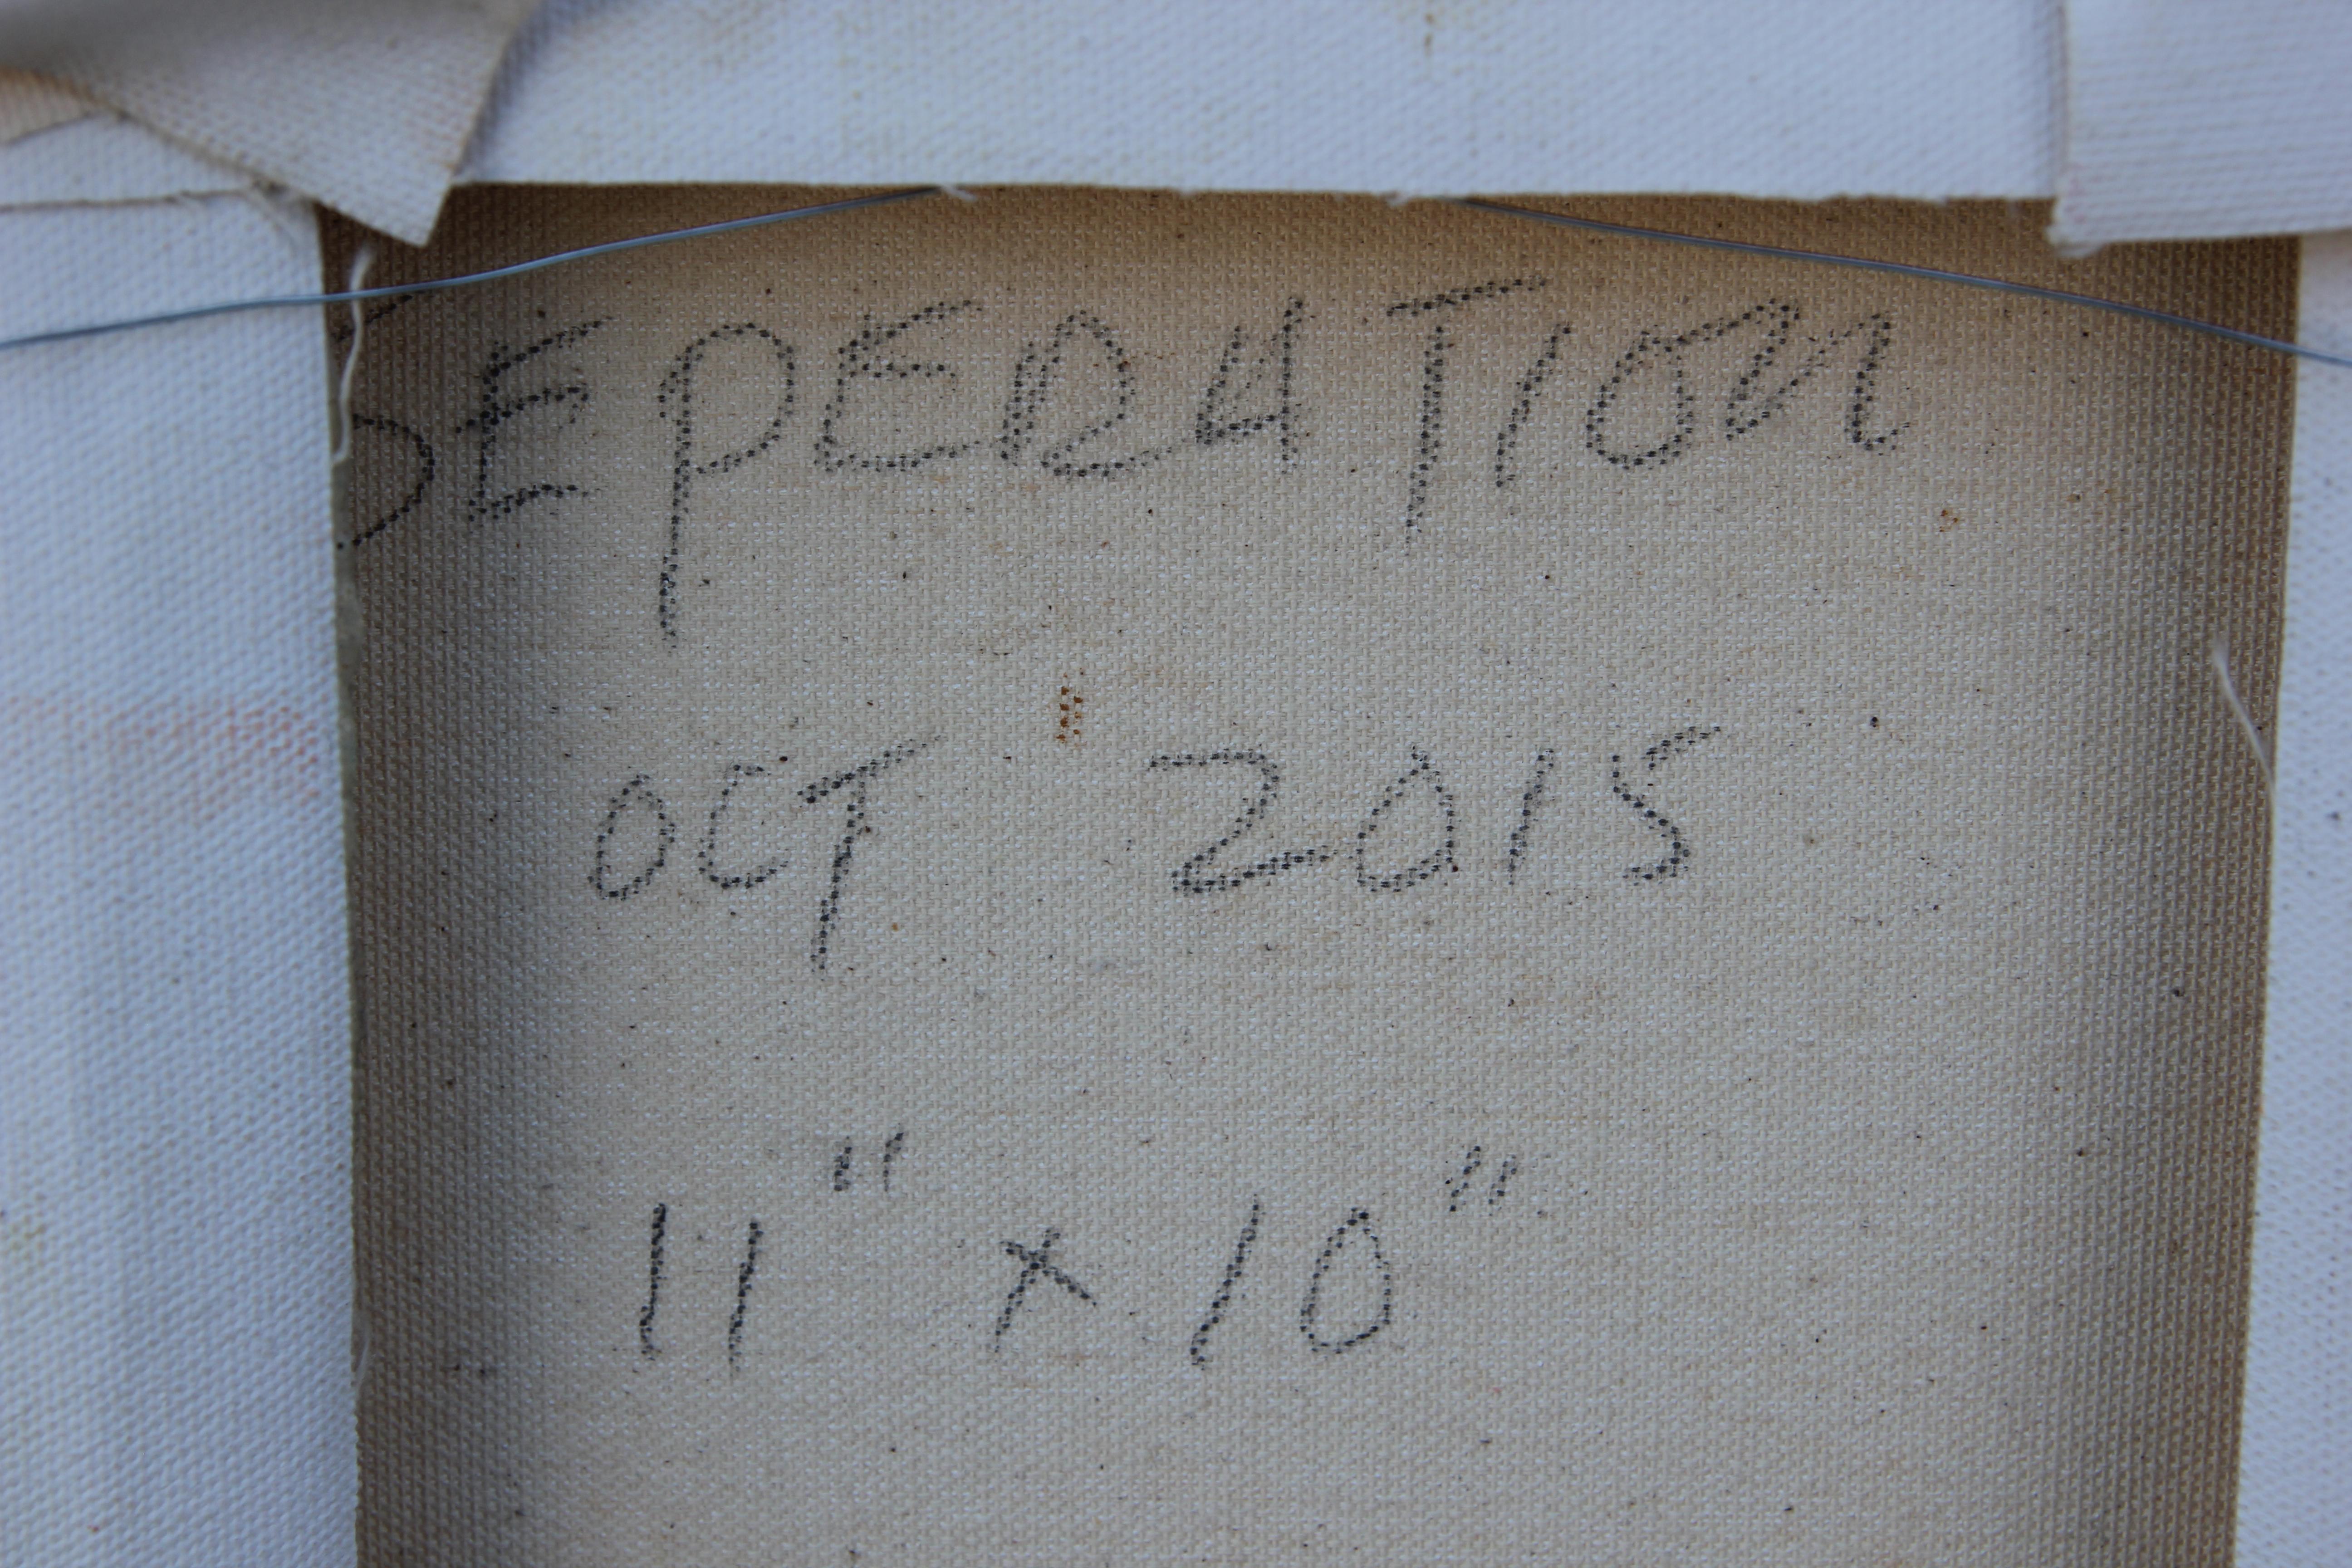 SEPERATION
OCT 2015
11" x 10"